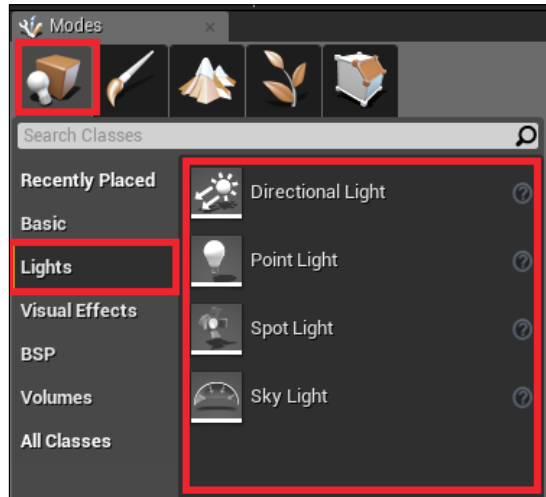 Modes
Search Classes
Recently Placed
Basic
Lights
Visual Effects
BSP
Volumes
All Classes
Directional Light
?
Point Light
?
Spot Light
?
Sky Light
?